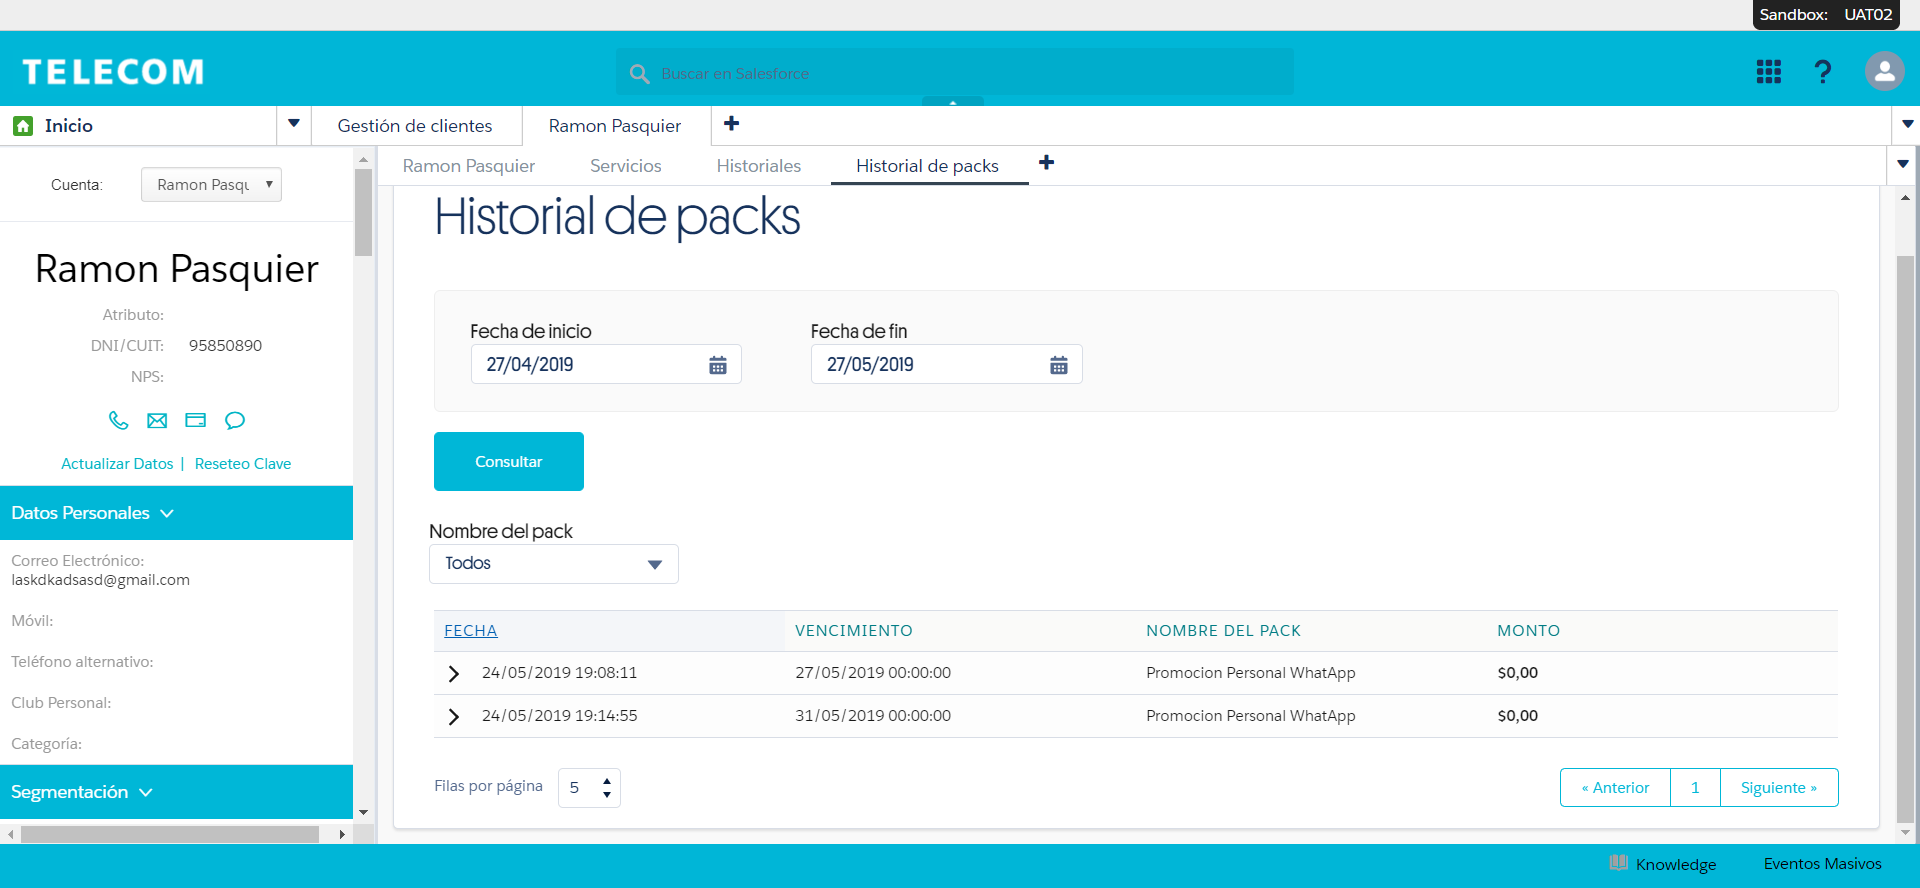 Sandbox: UAT02
TELECOM
Buscar en Salesforce
Inicio
Gestión de clientes
Ramon Pasquier
Ramon Pasquier
Servicios
Historiales
Historial de packs
Cuenta:
Ramon Pasqu
Ramon Pasquier
Atributo:
DNI/CUIT: 95850890
NPS:
Actualizar Datos | Reseteo Clave
Datos Personales
Correo Electrónico:
laskdkadsasd@gmail.com
Móvil:
Teléfono alternativo:
Club Personal:
Categoría:
Segmentación
Historial de packs
Fecha de inicio
27/04/2019
Fecha de fin
27/05/2019
Consultar
Nombre del pack
Todos
FECHA VENCIMIENTO NOMBRE DEL PACK MONTO
24/05/2019 19:08:11 27/05/2019 00:00:00 Promocion Personal WhatApp $0,00
24/05/2019 19:14:55 31/05/2019 00:00:00 Promocion Personal WhatApp $0,00
Filas por página 5
« Anterior 1 Siguiente »
Knowledge
Eventos Masivos